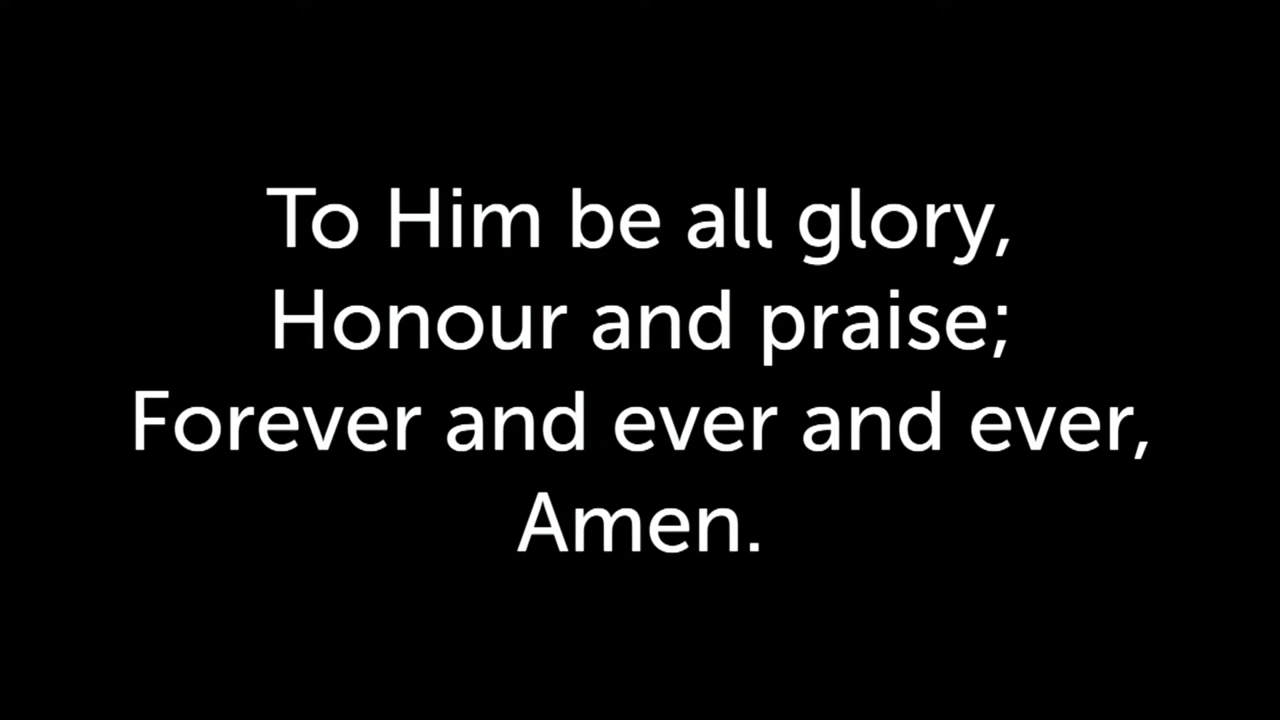 To Him be all glory,
Honour and praise;
Forever and ever and ever,
Amen.